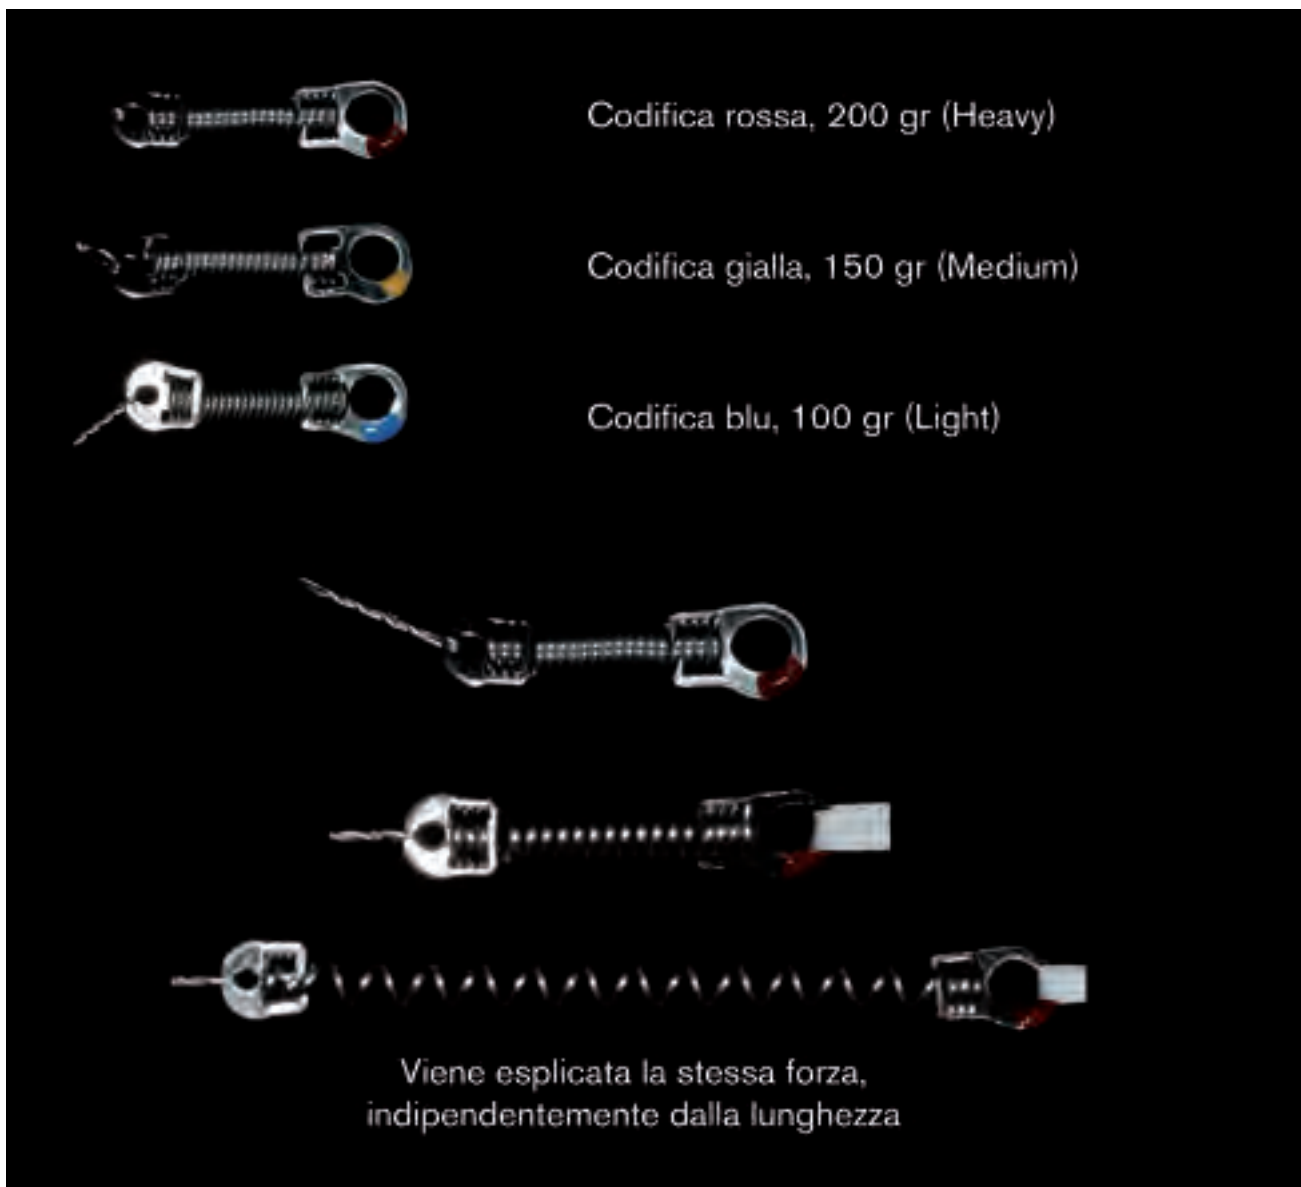 Codifica rossa, 200 gr (Heavy)
Codifica gialla, 150 gr (Medium)
Codifica blu, 100 gr (Light)
Viene esplicata la stessa forza,
indipendentemente dalla lunghezza